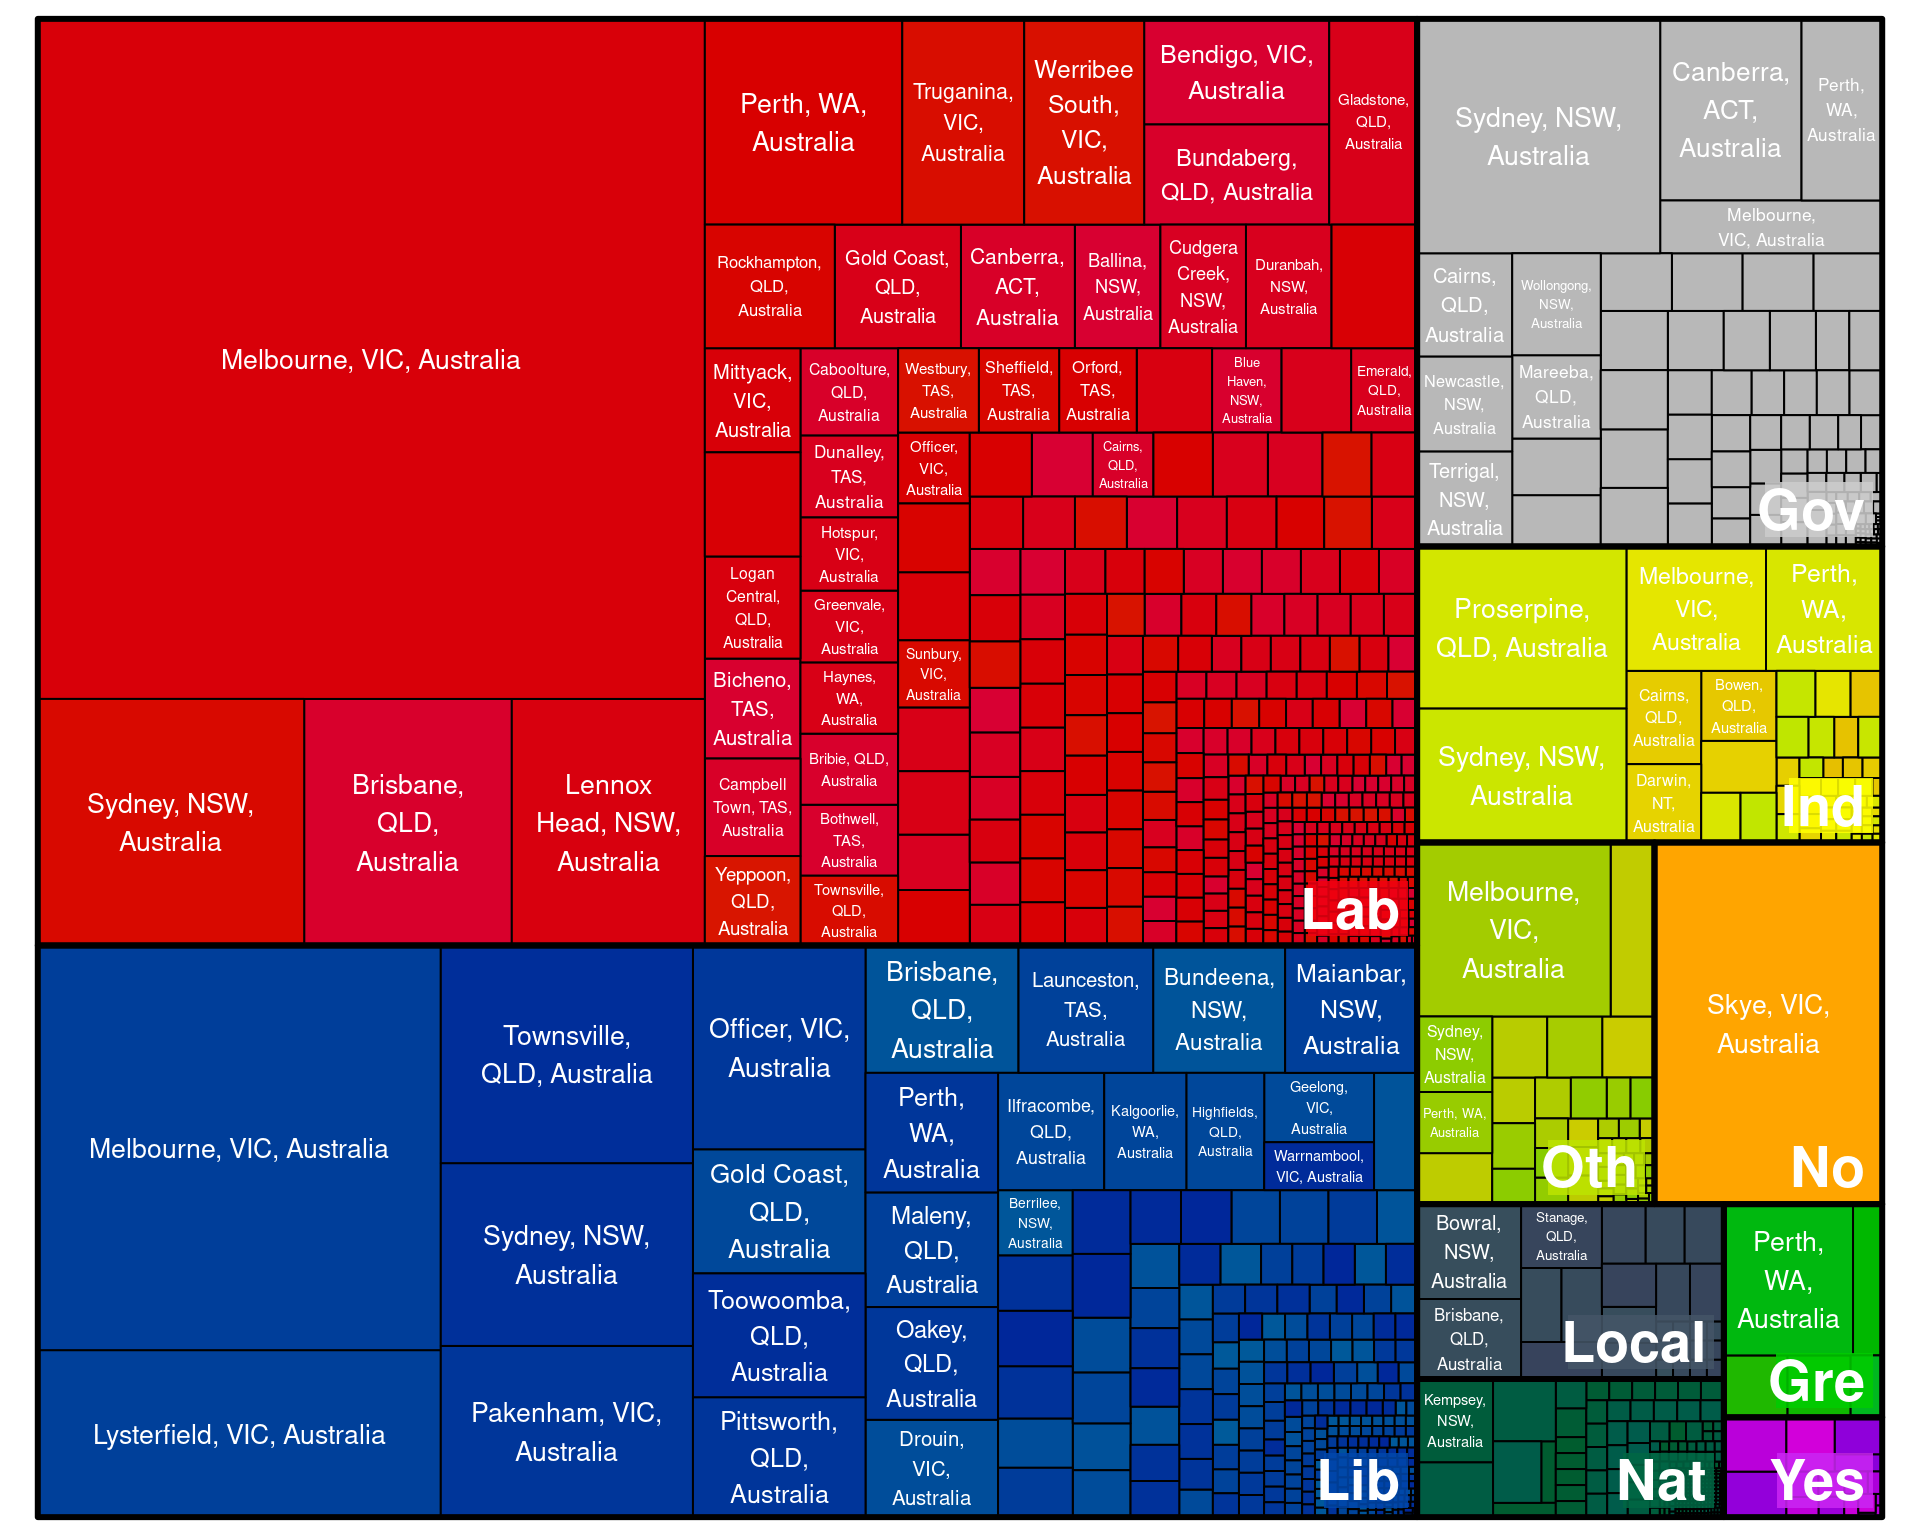 Melbourne, VIC, Australia
Sydney, NSW,
Australia
Brisbane,
QLD,
Australia
Lennox
Head, NSW,
Australia
Perth, WA,
Australia
Truganina,
VIC,
Australia
Werribee
South,
VIC,
Australia
Bendigo, VIC,
Australia
Bundaberg,
QLD, Australia
Gladstone,
QLD,
Australia
Rockhampton,
QLD,
Australia
Gold Coast,
QLD,
Australia
Canberra,
ACT,
Australia
Ballina,
NSW,
Australia
Cudgera
Creek,
NSW,
Australia
Duranbah,
NSW,
Australia
Mittyack,
VIC,
Australia
Logan
Central,
QLD,
Australia
Bicheno,
TAS,
Australia
Campbell
Town, TAS,
Australia
Yeppoon,
QLD,
Australia
Caboolture,
QLD,
Australia
Dunalley,
TAS,
Australia
Hotspur,
VIC,
Australia
Greenvale,
VIC,
Australia
Haynes,
WA,
Australia
Bribie, QLD,
Australia
Bothwell,
TAS,
Australia
Townsville,
QLD,
Australia
Westbury,
TAS,
Australia
Sheffield,
TAS,
Australia
Orford,
TAS,
Australia
Blue
Haven,
NSW,
Australia
Emerald,
QLD,
Australia
Officer,
VIC,
Australia
Cairns,
QLD,
Australia
Sunbury,
VIC,
Australia
Lab
Melbourne, VIC, Australia
Lysterfield, VIC, Australia
Townsville,
QLD, Australia
Sydney, NSW,
Australia
Pakenham, VIC,
Australia
Officer, VIC,
Australia
Gold Coast,
QLD,
Australia
Toowoomba,
QLD,
Australia
Pittsworth,
QLD,
Australia
Brisbane,
QLD,
Australia
Launceston,
TAS,
Australia
Bundeena,
NSW,
Australia
Maianbar,
NSW,
Australia
Perth,
WA,
Australia
Maleny,
QLD,
Australia
Oakey,
QLD,
Australia
Drouin,
VIC,
Australia
Ilfracombe,
QLD,
Australia
Kalgoorlie,
WA,
Australia
Highfields,
QLD,
Australia
Geelong,
VIC,
Australia
Warrnambool,
VIC, Australia
Berrilee,
NSW,
Australia
Lib
Sydney, NSW,
Australia
Canberra,
ACT,
Australia
Perth,
WA,
Australia
Melbourne,
VIC, Australia
Cairns,
QLD,
Australia
Newcastle,
NSW,
Australia
Terrigal,
NSW,
Australia
Wollongong,
NSW,
Australia
Mareeba,
QLD,
Australia
Gov
Proserpine,
QLD, Australia
Sydney, NSW,
Australia
Melbourne,
VIC,
Australia
Perth,
WA,
Australia
Cairns,
QLD,
Australia
Bowen,
QLD,
Australia
Darwin,
NT,
Australia
Ind
Melbourne,
VIC,
Australia
Sydney,
NSW,
Australia
Perth, WA,
Australia
Oth
Skye, VIC,
Australia
No
Bowral,
NSW,
Australia
Brisbane,
QLD,
Australia
Stanage,
QLD,
Australia
Local
Perth,
WA,
Australia
Gre
Kempsey,
NSW,
Australia
Nat
Yes